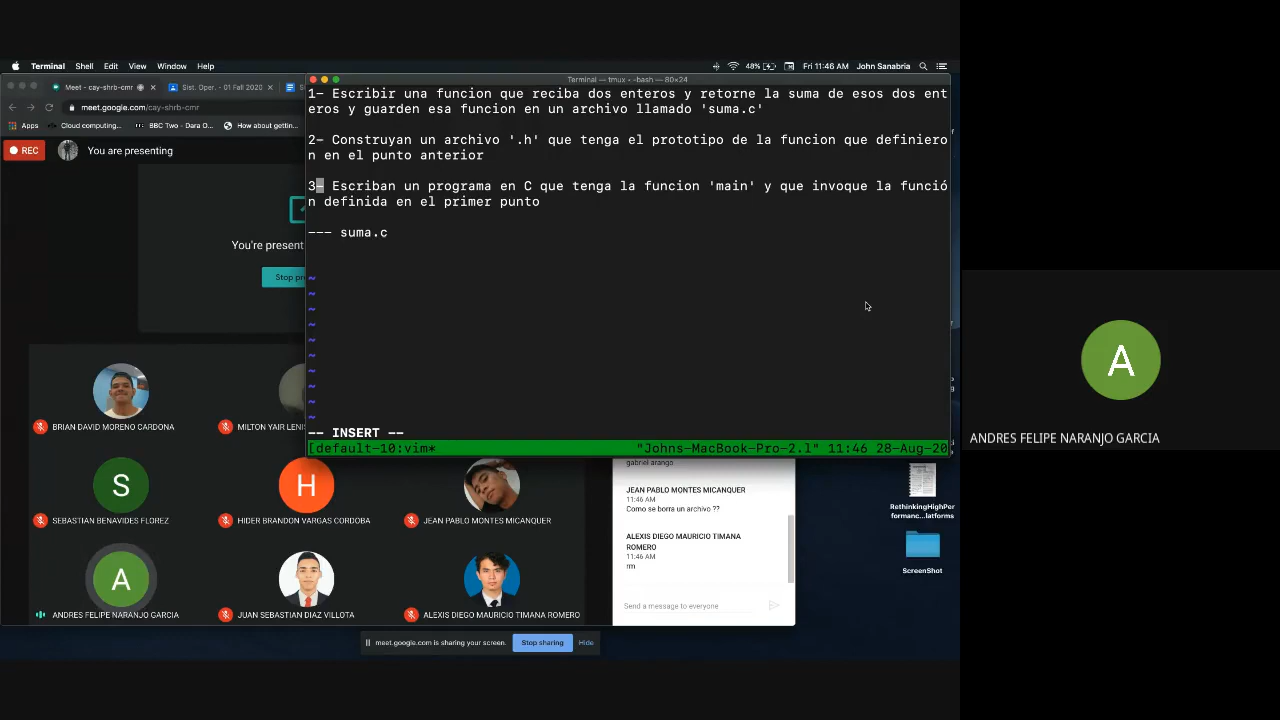 Terminal Shell Edit View Window Help
48% Fri 11:46 AM John Sanabria
Meet - cay-shrb-cmr
Sist. Oper. - 01 Fall 2020
meet.google.com/cay-shrb-cmr
Apps Cloud computing... BBC Two - Dara O... How about gettin...
REC You are presenting
You're present
Stop pr
Terminal — tmux • -bash — 80×24
1- Escribir una funcion que reciba dos enteros y retorne la suma de esos dos ent
eros y guarden esa funcion en un archivo llamado 'suma.c'
2- Construyan un archivo '.h' que tenga el prototipo de la funcion que definiero
n en el punto anterior
3- Escriban un programa en C que tenga la funcion 'main' y que invoque la funció
n definida en el primer punto
--- suma.c
~
~
~
~
~
~
~
~
~
~
-- INSERT --
[default-10:vim* "Johns-MacBook-Pro-2.l" 11:46 28-Aug-20
BRIAN DAVID MORENO CARDONA
MILTON YAIR LENIS
S
SEBASTIAN BENAVIDES FLOREZ
H
HIDER BRANDON VARGAS CORDOBA
JEAN PABLO MONTES MICANQUER
A
ANDRES FELIPE NARANJO GARCIA
JUAN SEBASTIAN DIAZ VILLOTA
ALEXIS DIEGO MAURICIO TIMANA ROMERO
gabriel arango
JEAN PABLO MONTES MICANQUER
11:46 AM
Como se borra un archivo ??
ALEXIS DIEGO MAURICIO TIMANA
ROMERO
11:46 AM
rm
Send a message to everyone
RethinkingHighPer
formanc...latforms
ScreenShot
meet.google.com is sharing your screen. Stop sharing Hide
A
ANDRES FELIPE NARANJO GARCIA